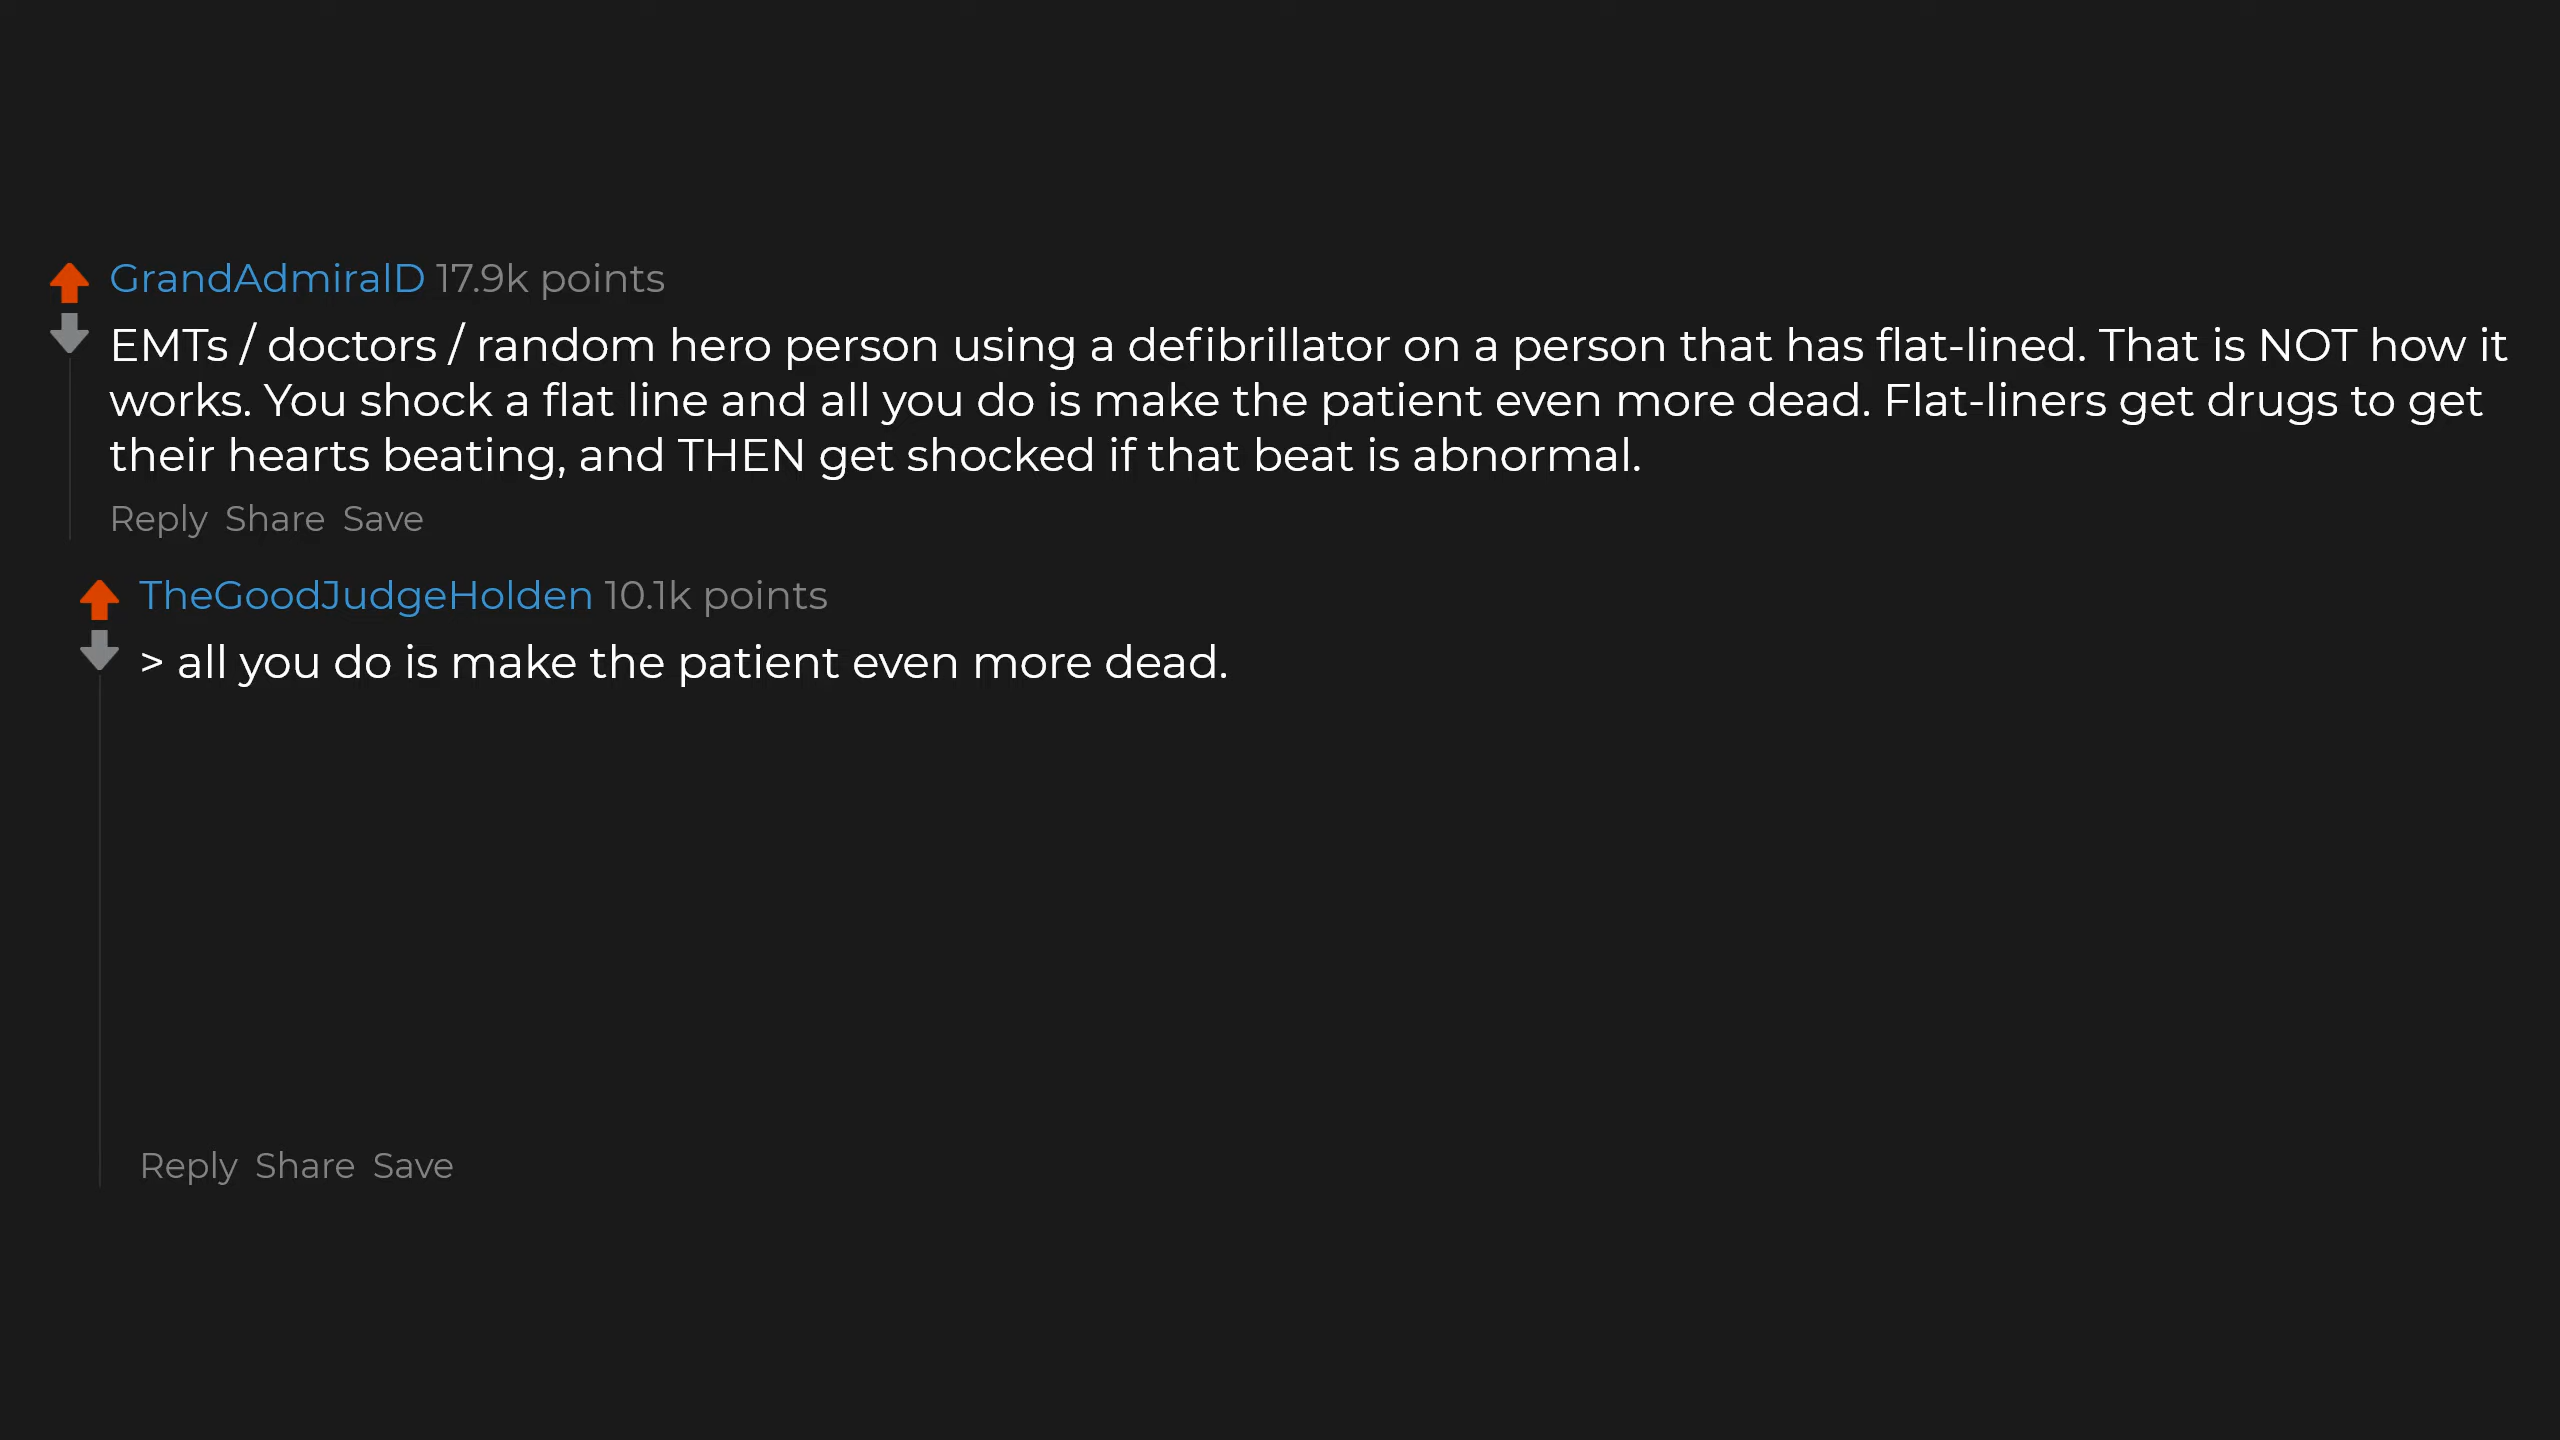 GrandAdmiralD 17.9k points
EMTs / doctors / random hero person using a defibrillator on a person that has flat-lined. That is NOT how it
works. You shock a flat line and all you do is make the patient even more dead. Flat-liners get drugs to get
their hearts beating, and THEN get shocked if that beat is abnormal.
Reply Share Save
TheGoodJudgeHolden 10.1k points
> all you do is make the patient even more dead.
Reply Share Save